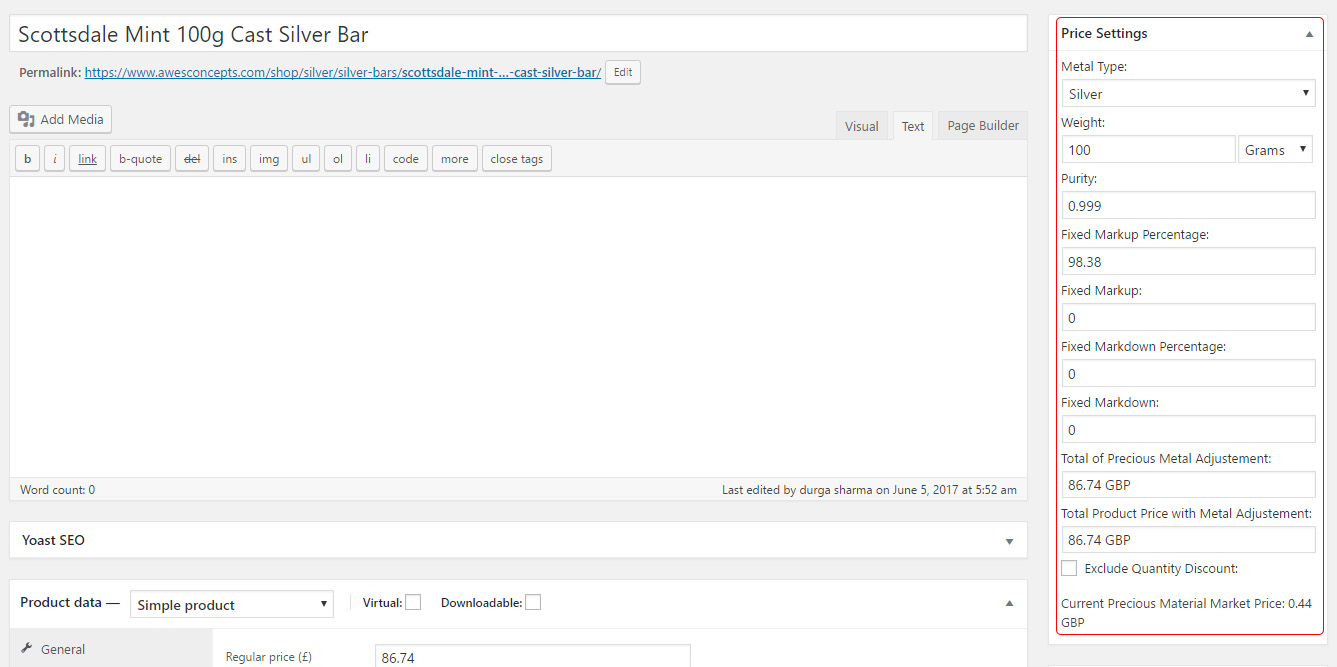 Scottsdale Mint 100g Cast Silver Bar
Permalink: https://www.awesconcepts.com/shop/silver/silver-bars/scottsdale-mint-...-cast-silver-bar/ Edit
Add Media
Visual Text Page Builder
b i link b-quote del ins img ul ol li code more close tags
Word count: 0
Last edited by durga sharma on June 5, 2017 at 5:52 am
Yoast SEO
Product data — Simple product Virtual: Downloadable:
General
Regular price (£) 86.74
Price Settings
Metal Type:
Silver
Weight:
100 Grams
Purity:
0.999
Fixed Markup Percentage:
98.38
Fixed Markup:
0
Fixed Markdown Percentage:
0
Fixed Markdown:
0
Total of Precious Metal Adjustement:
86.74 GBP
Total Product Price with Metal Adjustement:
86.74 GBP
Exclude Quantity Discount:
Current Precious Material Market Price: 0.44
GBP